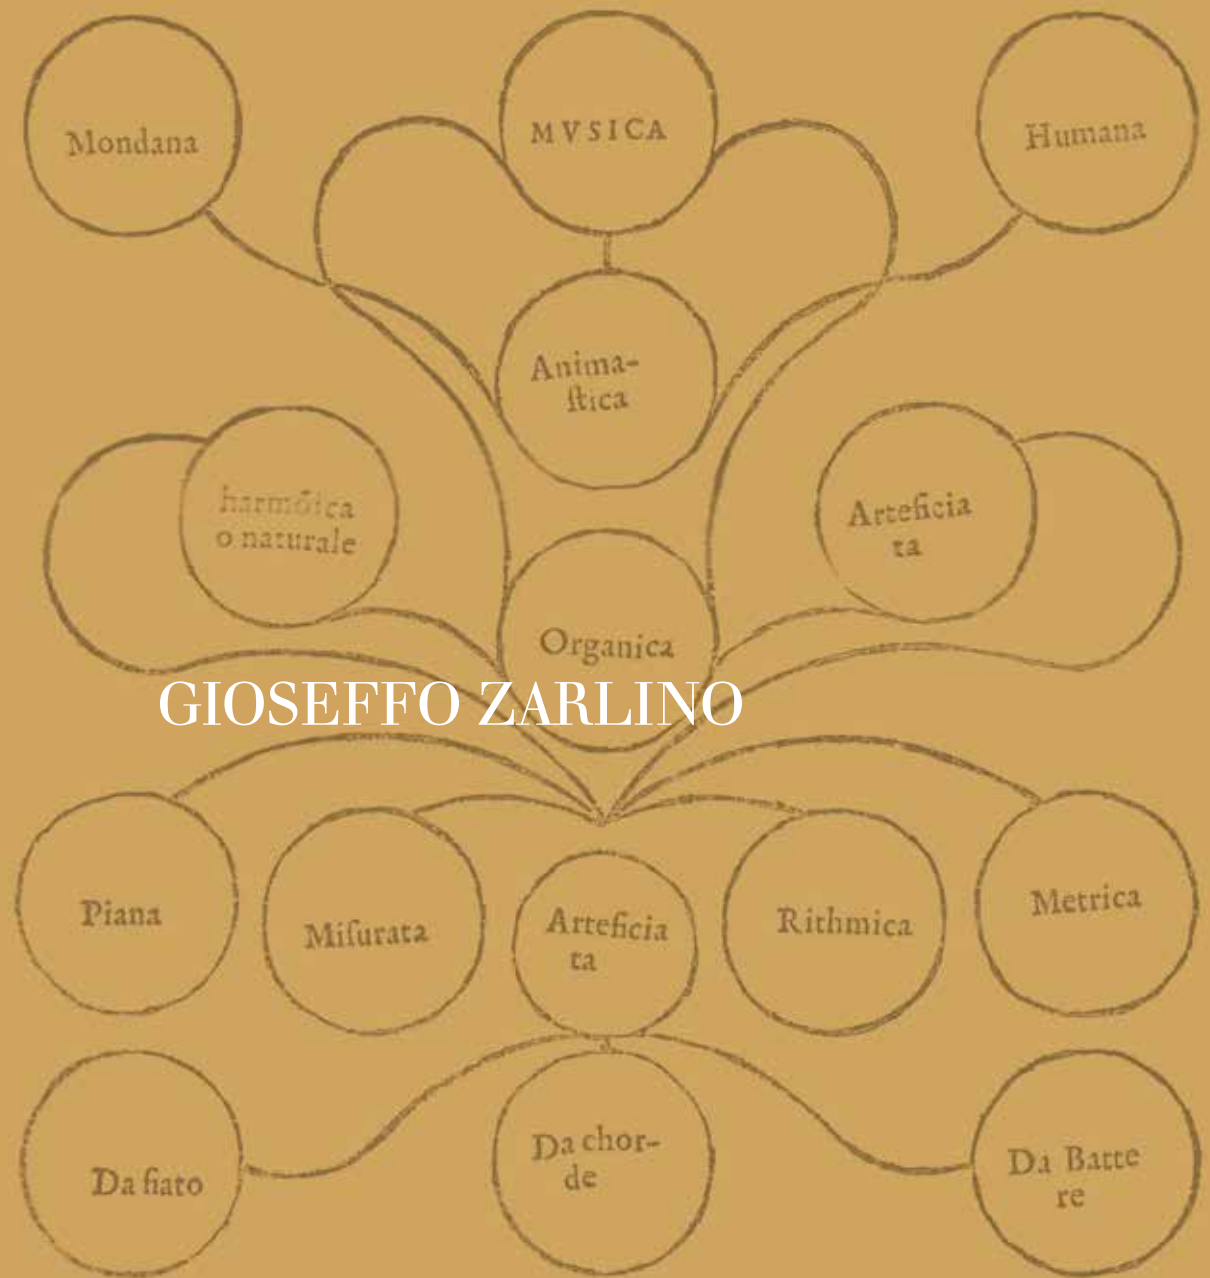 Mondana
MVSICA
Humana
Anima-
ſtica
harmōica
o naturale
Arteficia
ta
Organica
GIOSEFFO ZARLINO
Piana
Miſurata
Arteficia
ta
Rithmica
Metrica
Da fiato
Da chor-
de
Da Batte
re